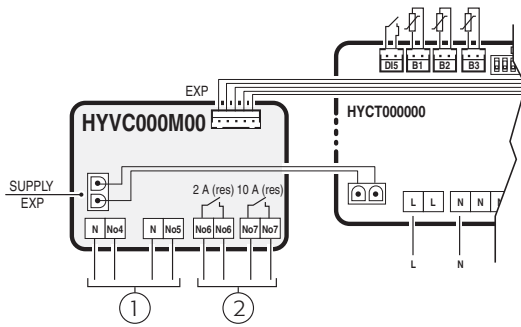 DI5 B1 B2 B3
EXP
HYVC000M00
HYCT000000
SUPPLY
EXP
2 A (res) 10 A (res)
L L N N N
N No4 N No5 No6 No6 No7 No7
L N
1 2